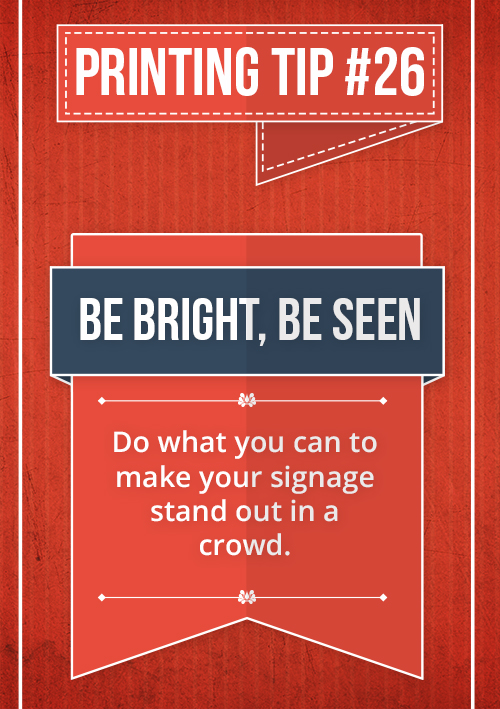 PRINTING TIP #26
BE BRIGHT, BE SEEN
Do what you can to
make your signage
stand out in a
crowd.